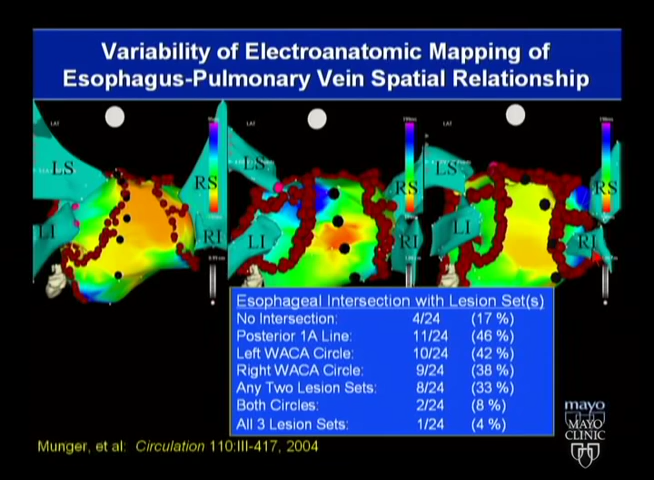 Variability of Electroanatomic Mapping of
Esophagus-Pulmonary Vein Spatial Relationship
LAT
LAT
LAT
LS
RS
LI
RI
LS
RS
LI
RI
LS
RS
LI
RI
Esophageal Intersection with Lesion Set(s)
No Intersection: 4/24 (17 %)
Posterior 1A Line: 11/24 (46 %)
Left WACA Circle: 10/24 (42 %)
Right WACA Circle: 9/24 (38 %)
Any Two Lesion Sets: 8/24 (33 %)
Both Circles: 2/24 (8 %)
All 3 Lesion Sets: 1/24 (4 %)
Munger, et al: Circulation 110:III-417, 2004
mayo
MAYO
CLINIC